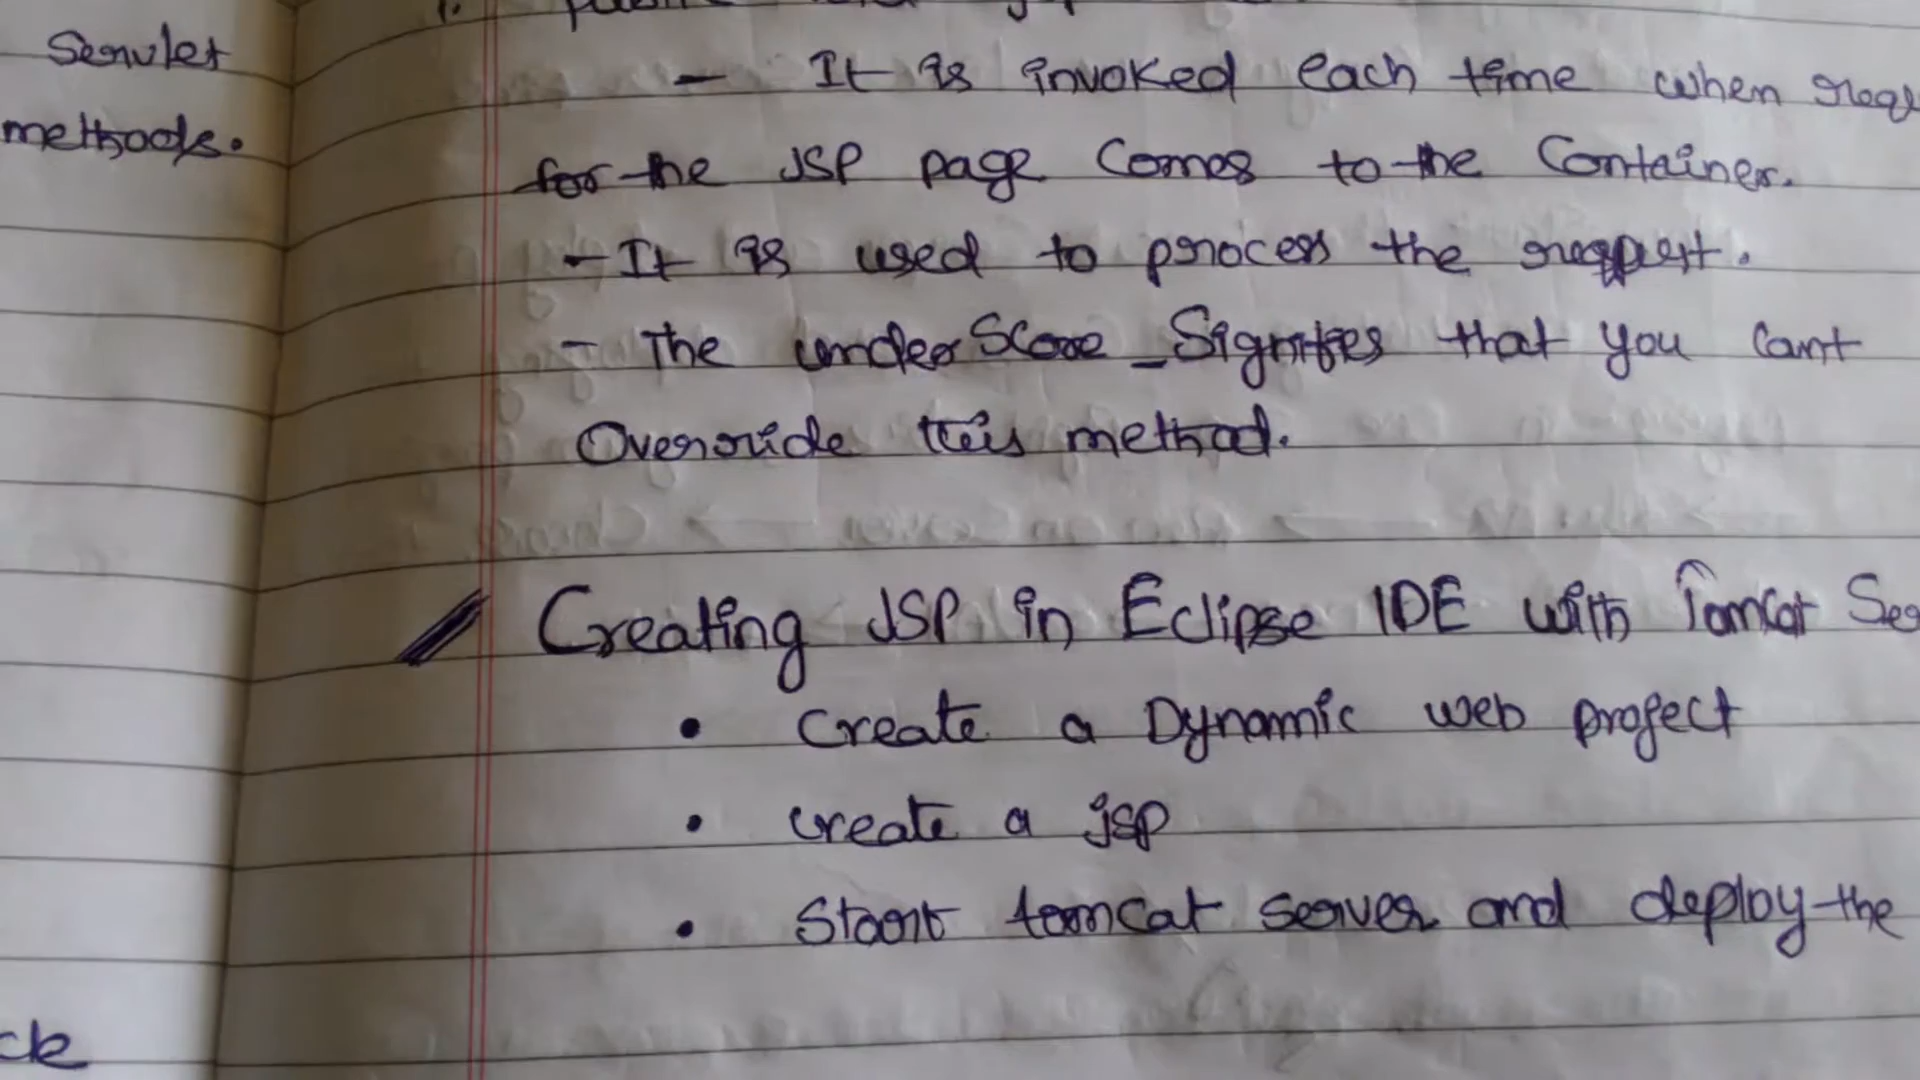 Servlet
methods.
- It is invoked each time when
for the JSP page Comes to the Container.
- It is used to process the request.
- The underScore _ Signifies that you Cant
Override this method.
Creating JSP in Eclipse IDE with Tomcat
• Create a Dynamic web project
• create a jsp
• Start tomcat server and deploy the